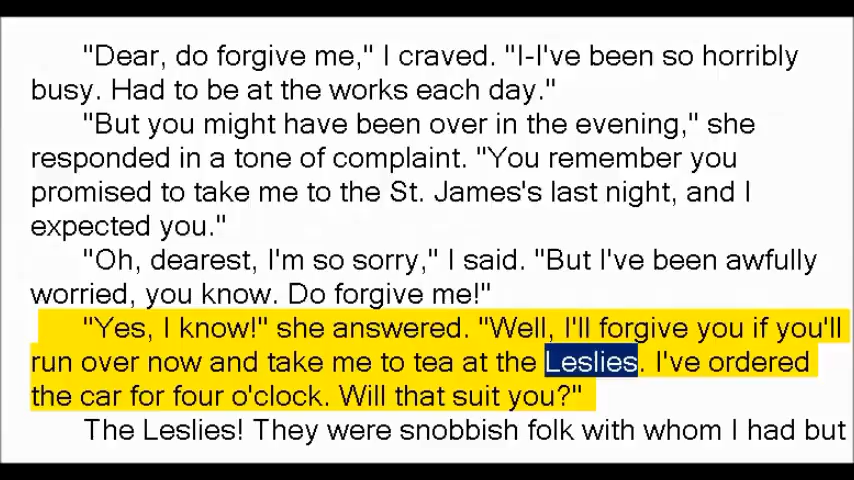 "Dear, do forgive me," I craved. "I-I've been so horribly
busy. Had to be at the works each day."
"But you might have been over in the evening," she
responded in a tone of complaint. "You remember you
promised to take me to the St. James's last night, and I
expected you."
"Oh, dearest, I'm so sorry," I said. "But I've been awfully
worried, you know. Do forgive me!"
"Yes, I know!" she answered. "Well, I'll forgive you if you'll
run over now and take me to tea at the Leslies. I've ordered
the car for four o'clock. Will that suit you?"
The Leslies! They were snobbish folk with whom I had but